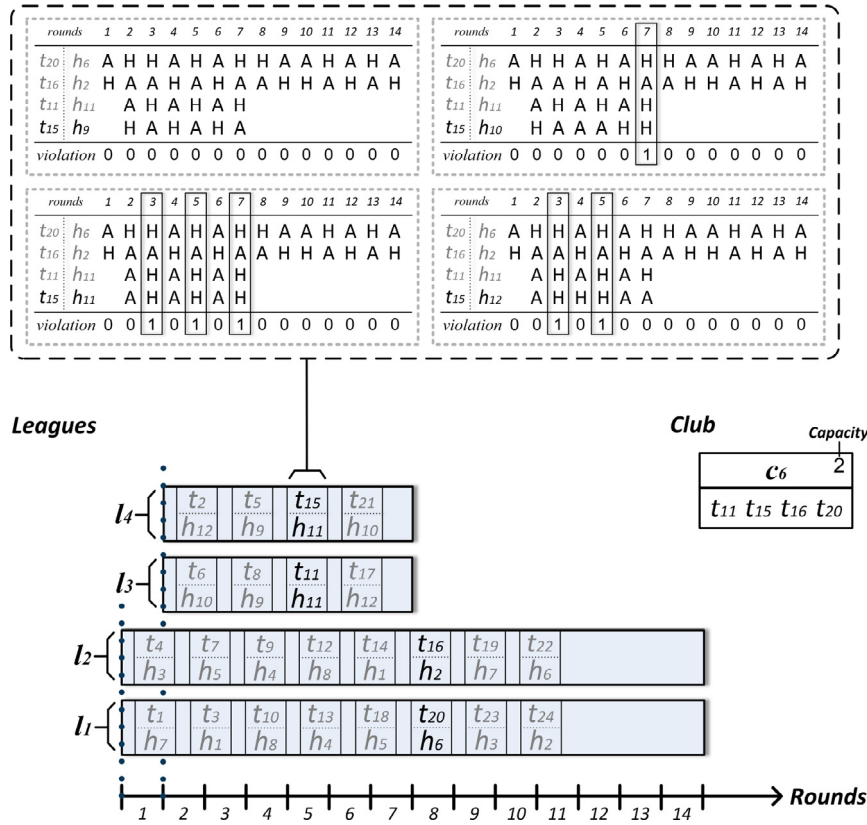 rounds 1 2 3 4 5 6 7 8 9 10 11 12 13 14
t20 h6 A H H A H A H H A A H A H A
t16 h2 H A A H A H A A H H A H A H
t11 h11 A H A H A H
t15 h9 H A H A H A
violation 0 0 0 0 0 0 0 0 0 0 0 0 0 0
rounds 1 2 3 4 5 6 7 8 9 10 11 12 13 14
t20 h6 A H H A H A H H A A H A H A
t16 h2 H A A H A H A A H H A H A H
t11 h11 A H A H A H
t15 h10 H A A A H H
violation 0 0 0 0 0 0 1 0 0 0 0 0 0 0
rounds 1 2 3 4 5 6 7 8 9 10 11 12 13 14
t20 h6 A H H A H A H H A A H A H A
t16 h2 H A A H A H A A H H A H A H
t11 h11 A H A H A H
t15 h11 A H A H A H
violation 0 0 1 0 1 0 1 0 0 0 0 0 0 0
rounds 1 2 3 4 5 6 7 8 9 10 11 12 13 14
t20 h6 A H H A H A H H A A H A H A
t16 h2 H A A H A H A A H H A H A H
t11 h11 A H A H A H
t15 h12 A H H H A A
violation 0 0 1 0 1 0 0 0 0 0 0 0 0 0
Leagues
Club
Capacity
c6 2
t11 t15 t16 t20
l4
t2 t5 t15 t21
h12 h9 h11 h10
l3
t6 t8 t11 t17
h10 h9 h11 h12
l2
t4 t7 t9 t12 t14 t16 t19 t22
h3 h5 h4 h8 h1 h2 h7 h6
l1
t1 t3 t10 t13 t18 t20 t23 t24
h7 h1 h8 h4 h5 h6 h3 h2
Rounds
1 2 3 4 5 6 7 8 9 10 11 12 13 14